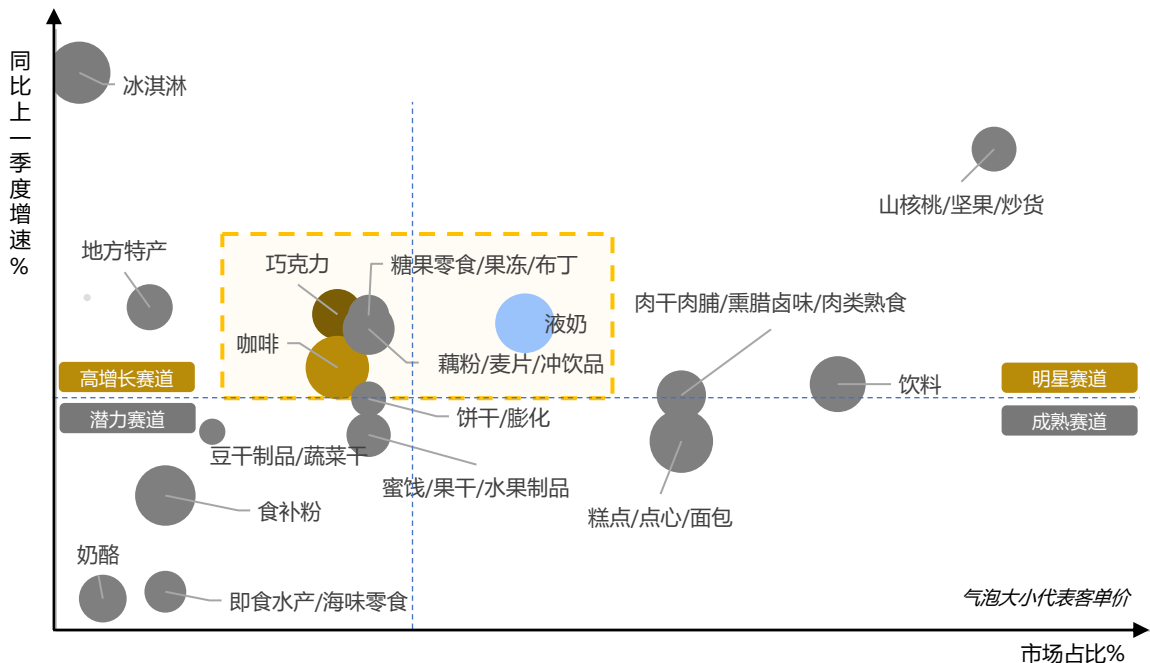 同比上一季度增速%
冰淇淋
山核桃/坚果/炒货
地方特产
巧克力
糖果零食/果冻/布丁
肉干肉脯/熏腊卤味/肉类熟食
液奶
咖啡
藕粉/麦片/冲饮品
高增长赛道
饮料
明星赛道
潜力赛道
饼干/膨化
成熟赛道
豆干制品/蔬菜干
蜜饯/果干/水果制品
食补粉
糕点/点心/面包
奶酪
即食水产/海味零食
气泡大小代表客单价
市场占比%